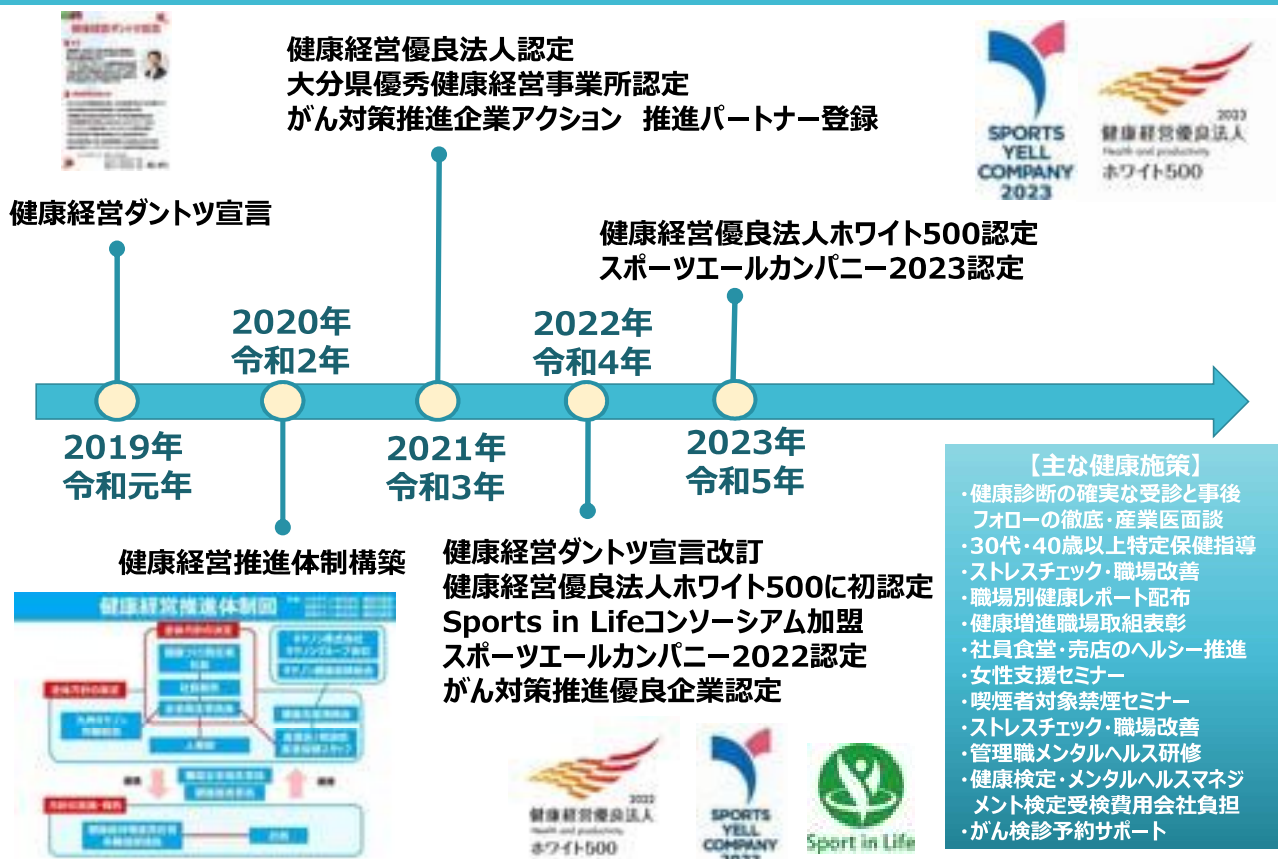 健康経営ダントツ宣言
健康経営優良法人認定
大分県優秀健康経営事業所認定
がん対策推進企業アクション 推進パートナー登録
SPORTS
YELL
COMPANY
2023
2023
健康経営優良法人
Health and productivity
ホワイト500
健康経営ダントツ宣言
健康経営優良法人ホワイト500認定
スポーツエールカンパニー2023認定
2020年
令和2年
2022年
令和4年
2019年
令和元年
2021年
令和3年
2023年
令和5年
健康経営推進体制構築
健康経営ダントツ宣言改訂
健康経営優良法人ホワイト500に初認定
Sports in Lifeコンソーシアム加盟
スポーツエールカンパニー2022認定
がん対策推進優良企業認定
健康経営推進体制図
人事部
2022
健康経営優良法人
Health and productivity
ホワイト500
SPORTS
YELL
COMPANY
Sport in Life
【主な健康施策】
・健康診断の確実な受診と事後
フォローの徹底・産業医面談
・30代・40歳以上特定保健指導
・ストレスチェック・職場改善
・職場別健康レポート配布
・健康増進職場取組表彰
・社員食堂・売店のヘルシー推進
・女性支援セミナー
・喫煙者対象禁煙セミナー
・ストレスチェック・職場改善
・管理職メンタルヘルス研修
・健康検定・メンタルヘルスマネジ
メント検定受検費用会社負担
・がん検診予約サポート